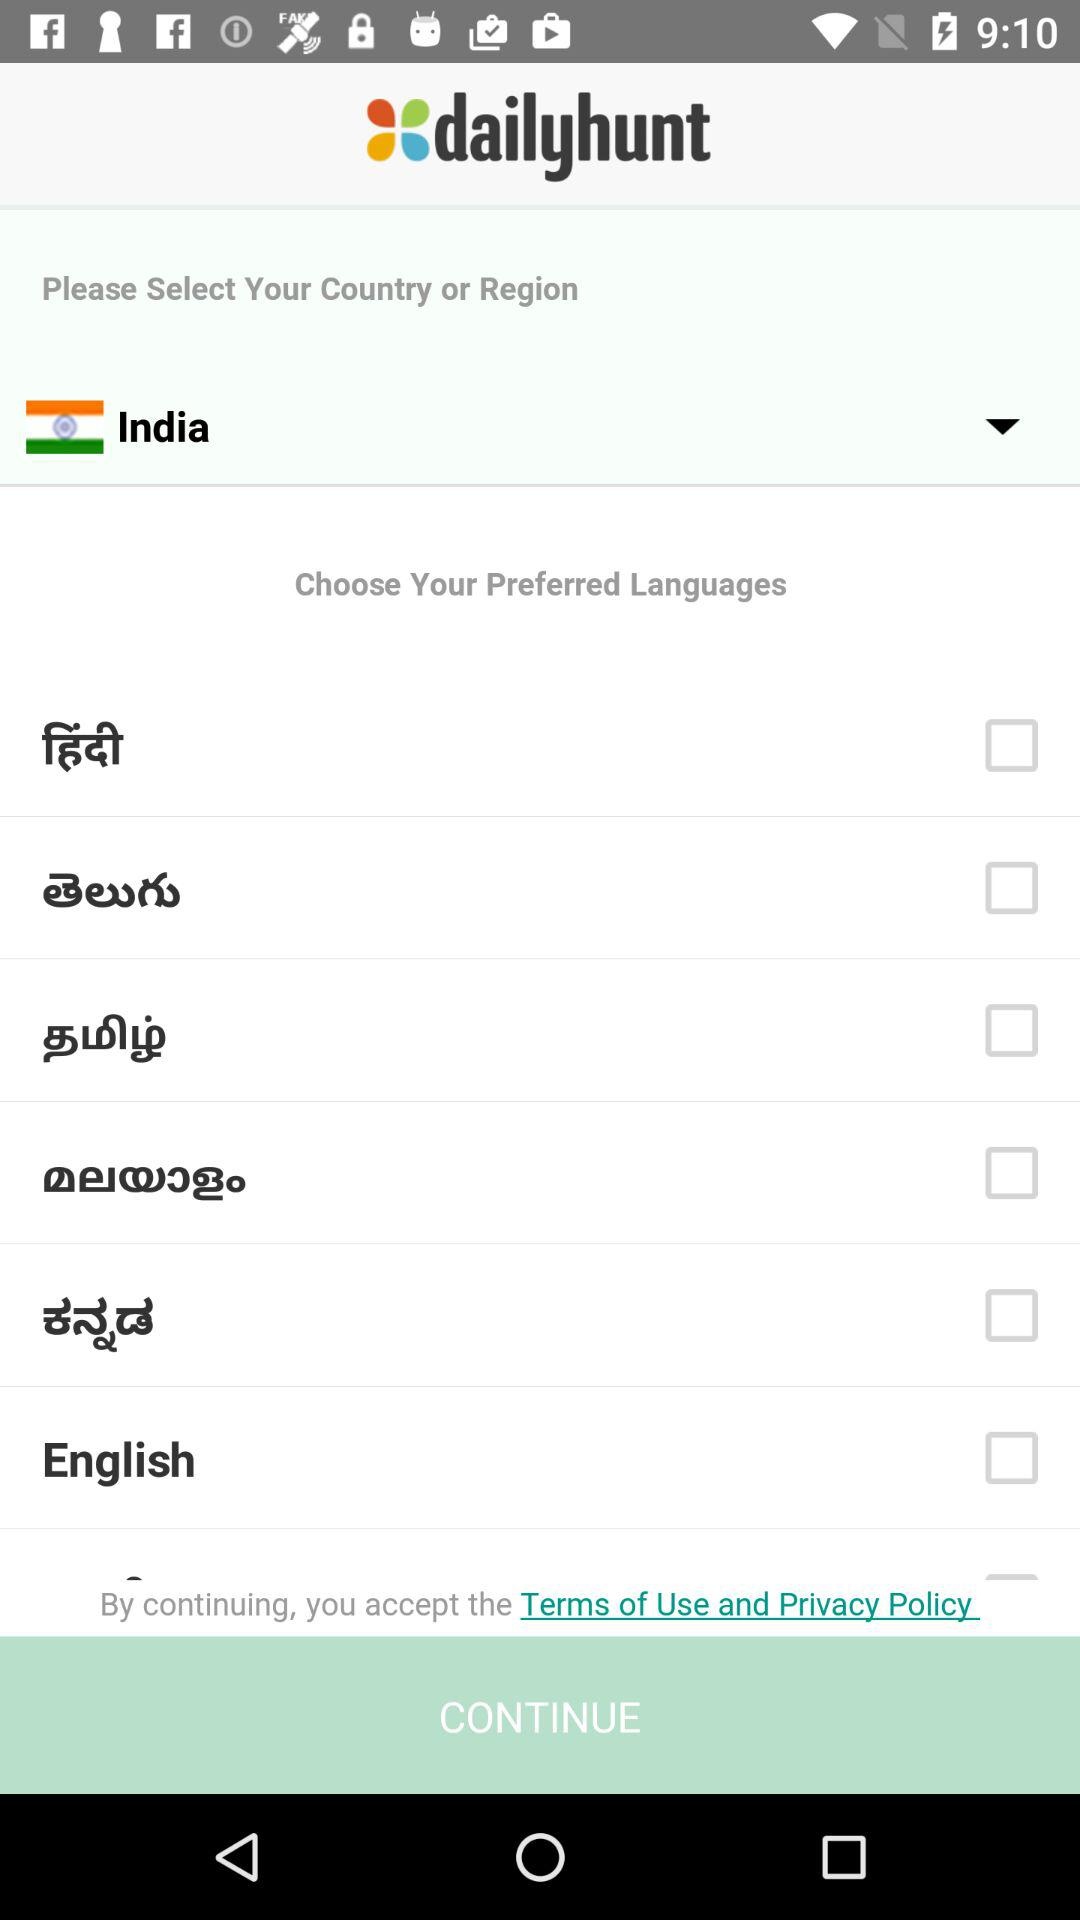 FAKE
9:10
dailyhunt
Please Select Your Country or Region
India
Choose Your Preferred Languages
हिंदी
తెలుగు
தமிழ்
മലയാളം
ಕನ್ನಡ
English
By continuing, you accept the Terms of Use and Privacy Policy
CONTINUE